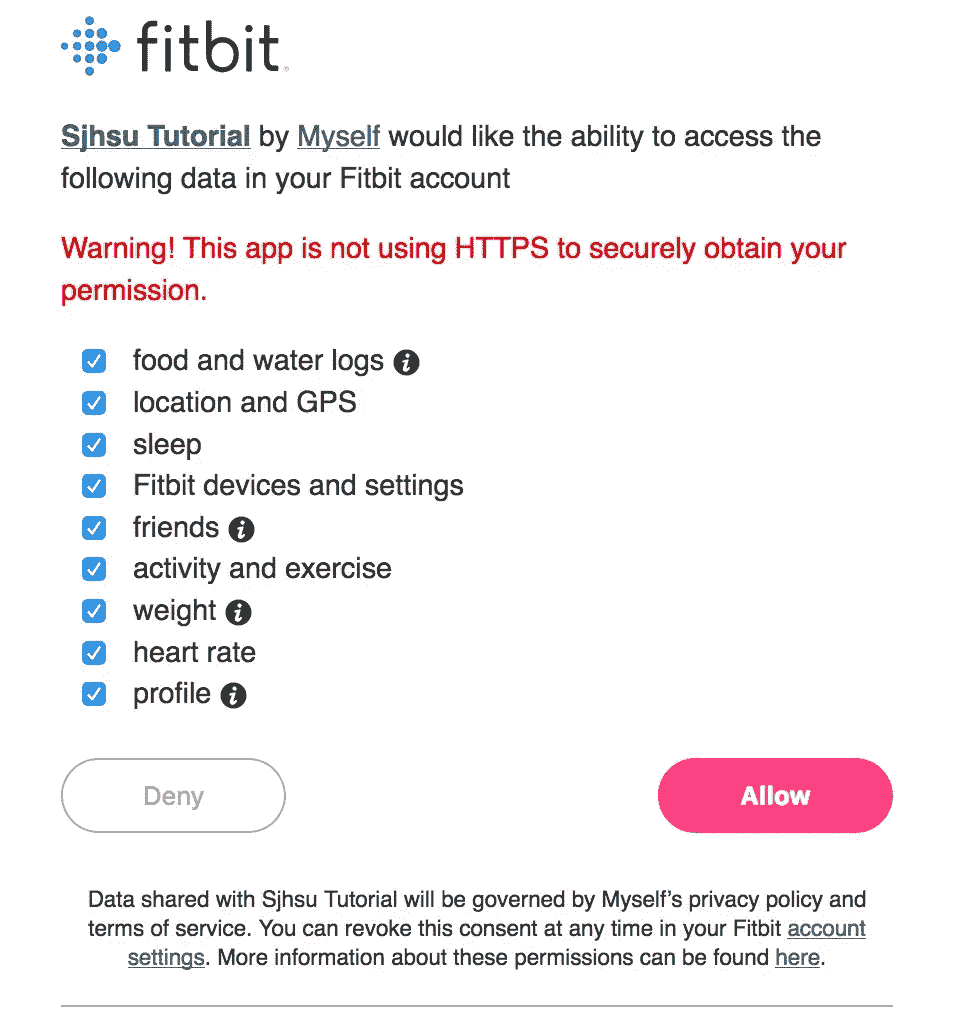 fitbit
Sjhsu Tutorial by Myself would like the ability to access the
following data in your Fitbit account
Warning! This app is not using HTTPS to securely obtain your
permission.
food and water logs
location and GPS
sleep
Fitbit devices and settings
friends
activity and exercise
weight
heart rate
profile
Deny Allow
Data shared with Sjhsu Tutorial will be governed by Myself's privacy policy and
terms of service. You can revoke this consent at any time in your Fitbit account
settings. More information about these permissions can be found here.